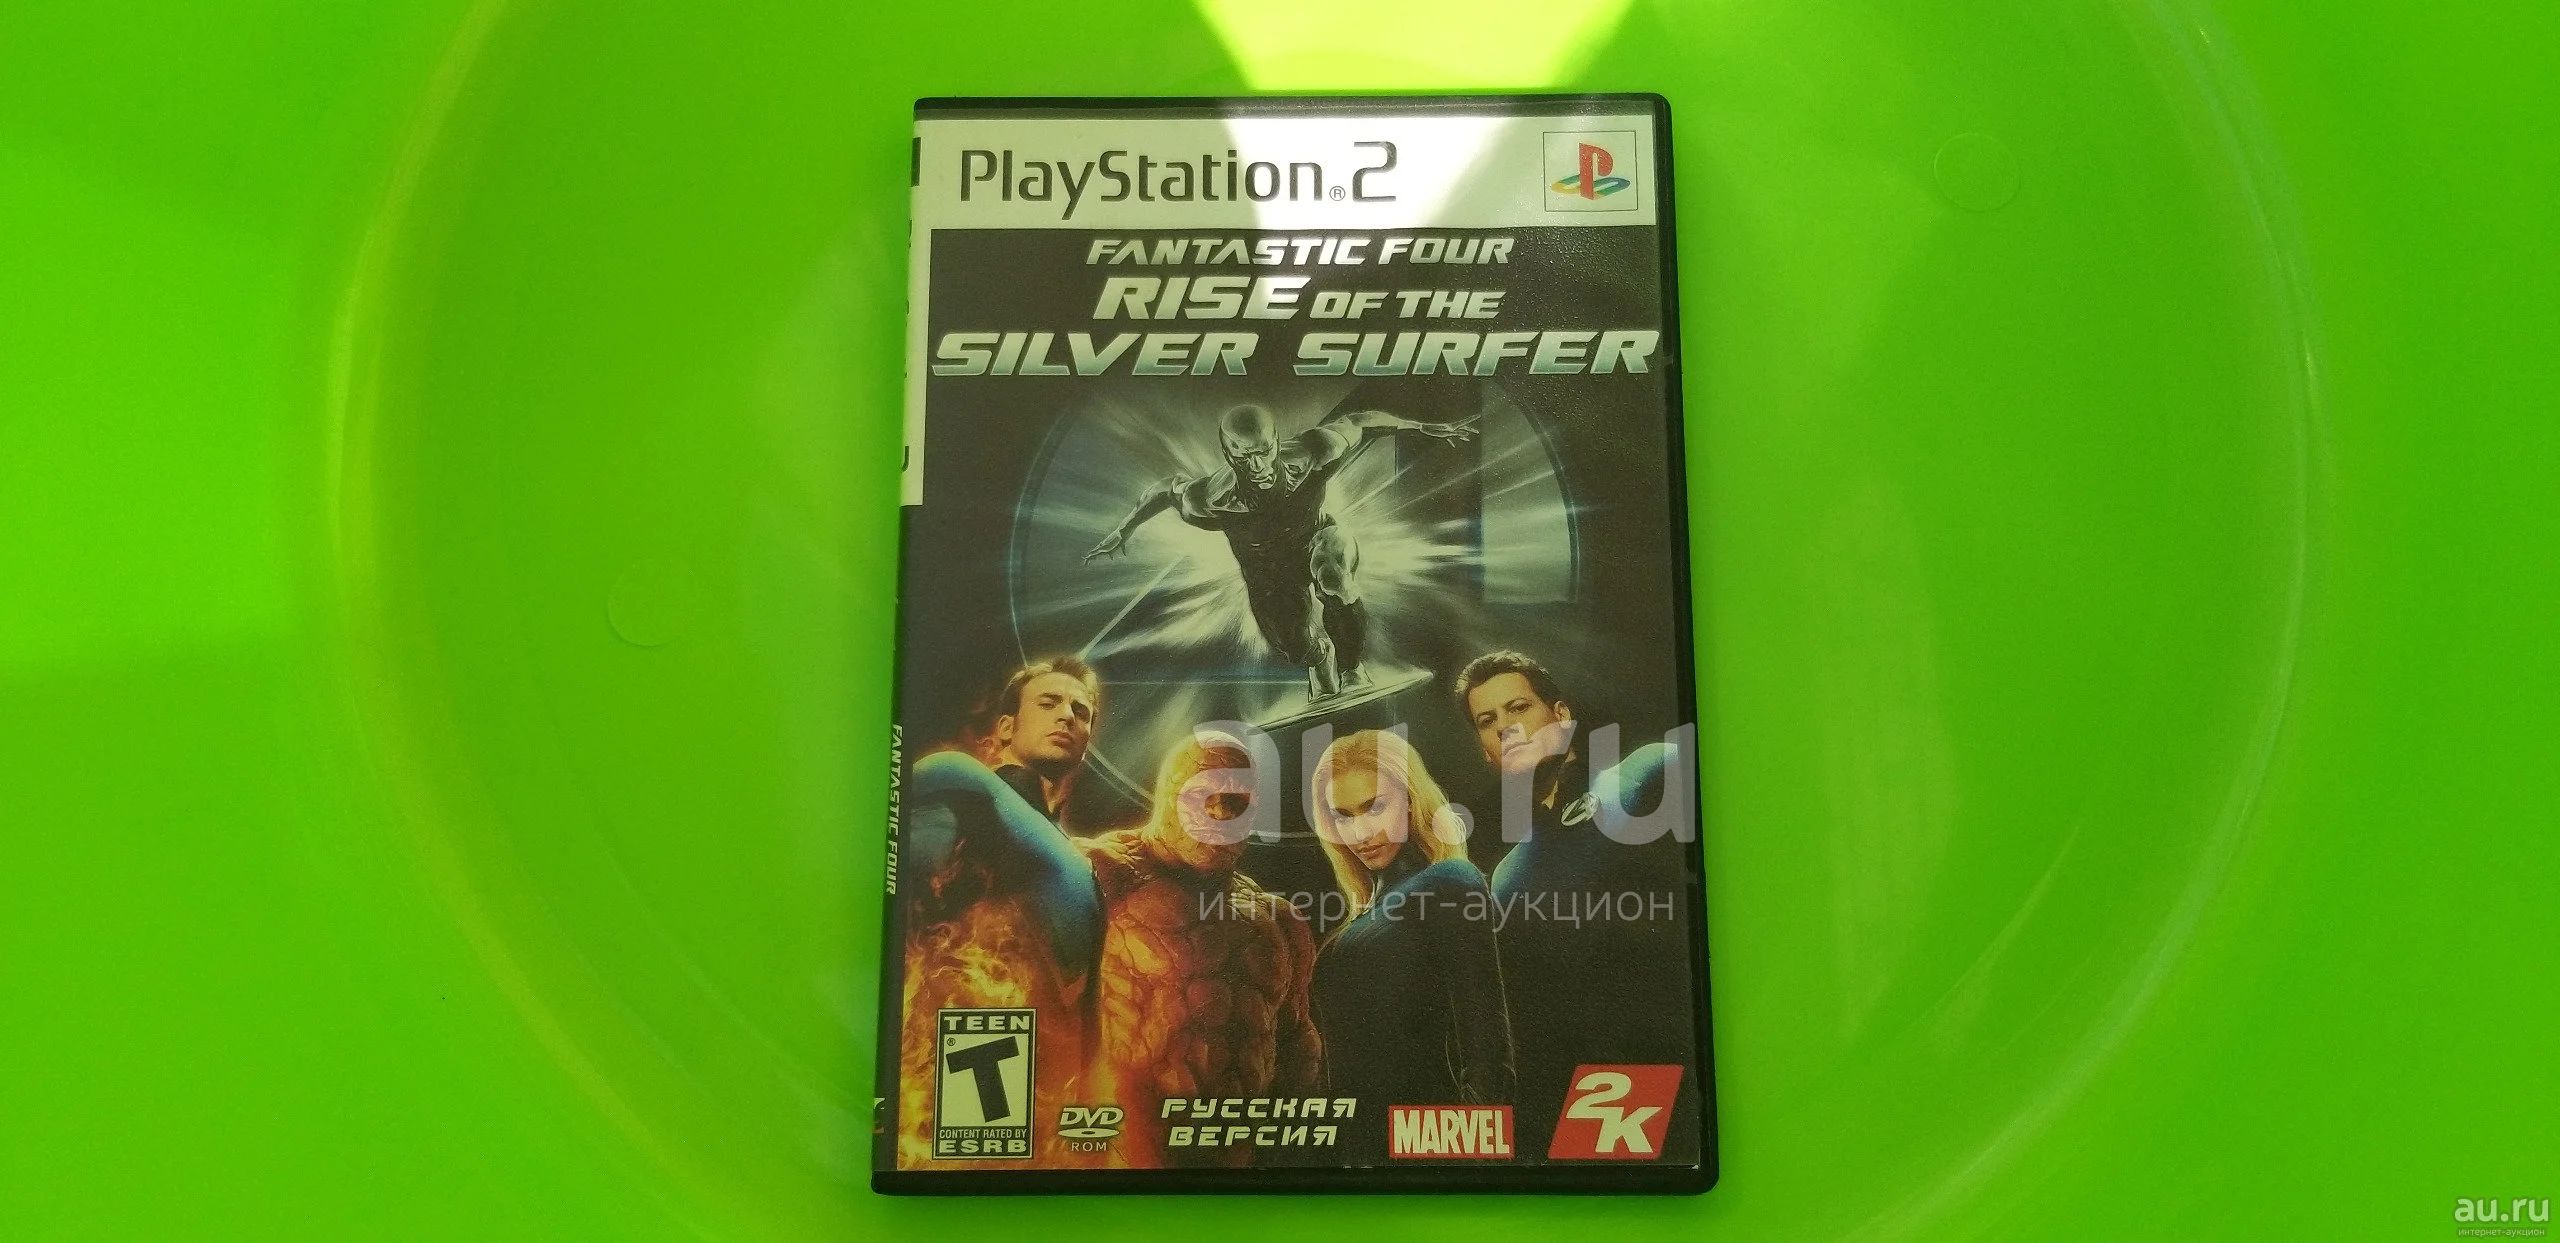 PlayStation®2
FANTASTIC FOUR
RISE OF THE
SILVER SURFER
au.ru
интернет-аукцион
FANTASTIC FOUR
TEEN
T
®
CONTENT RATED BY
ESRB
DVD
ROM
РУССКАЯ
ВЕРСИЯ
MARVEL
2K
au.ru
интернет-аукцион